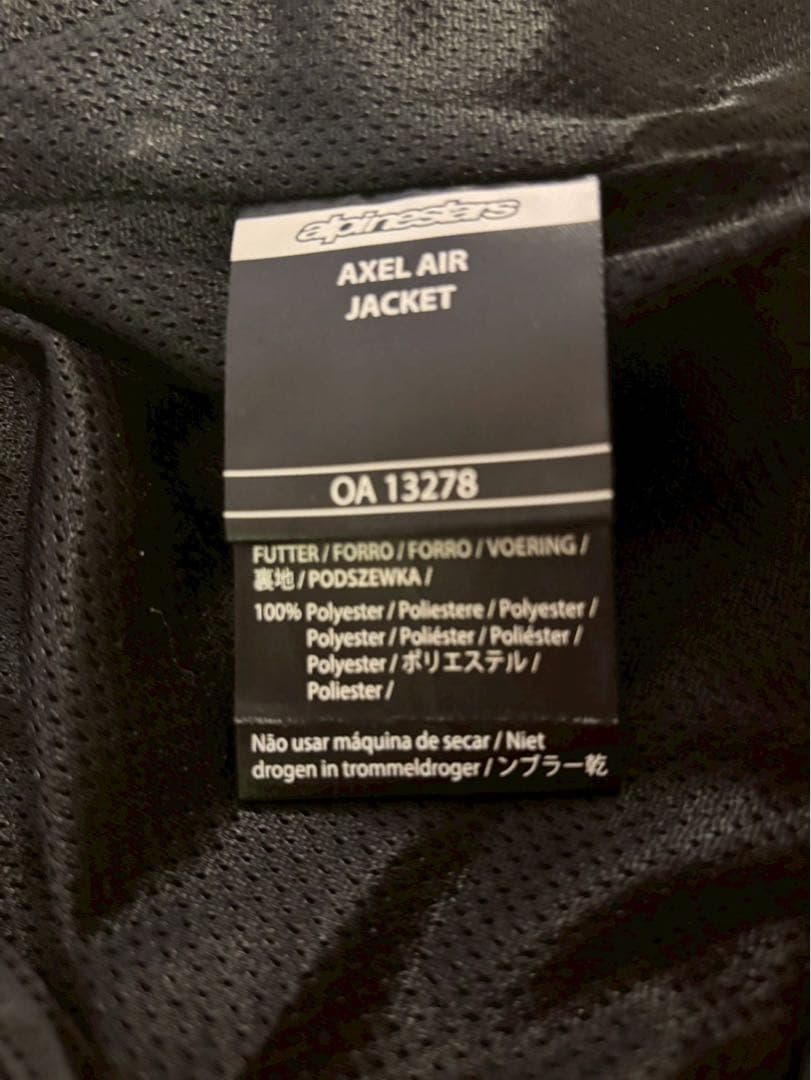 alpinestars
AXEL AIR
JACKET
OA 13278
FUTTER / FORRO / FORRO / VOERING /
裏地 / PODSZEWKA /
100% Polyester / Poliestere / Polyester /
Polyester / Poliéster / Poliéster /
Polyester / ポリエステル /
Poliester /
Não usar máquina de secar / Niet
drogen in trommeldroger / ンブラー乾